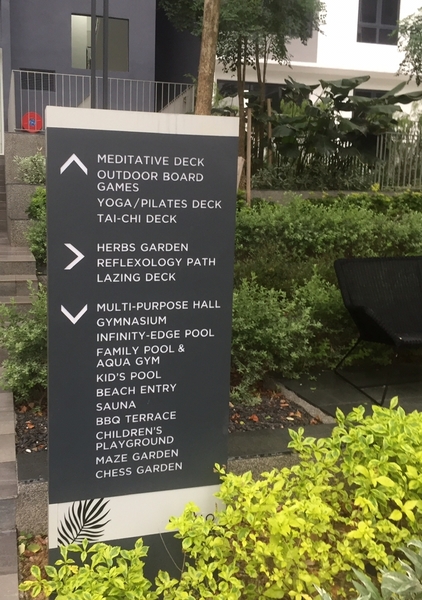 MEDITATIVE DECK
OUTDOOR BOARD
GAMES
YOGA/PILATES DECK
TAI-CHI DECK
HERBS GARDEN
REFLEXOLOGY PATH
LAZING DECK
MULTI-PURPOSE HALL
GYMNASIUM
INFINITY-EDGE POOL
FAMILY POOL &
AQUA GYM
KID'S POOL
BEACH ENTRY
SAUNA
BBQ TERRACE
CHILDREN'S
PLAYGROUND
MAZE GARDEN
CHESS GARDEN